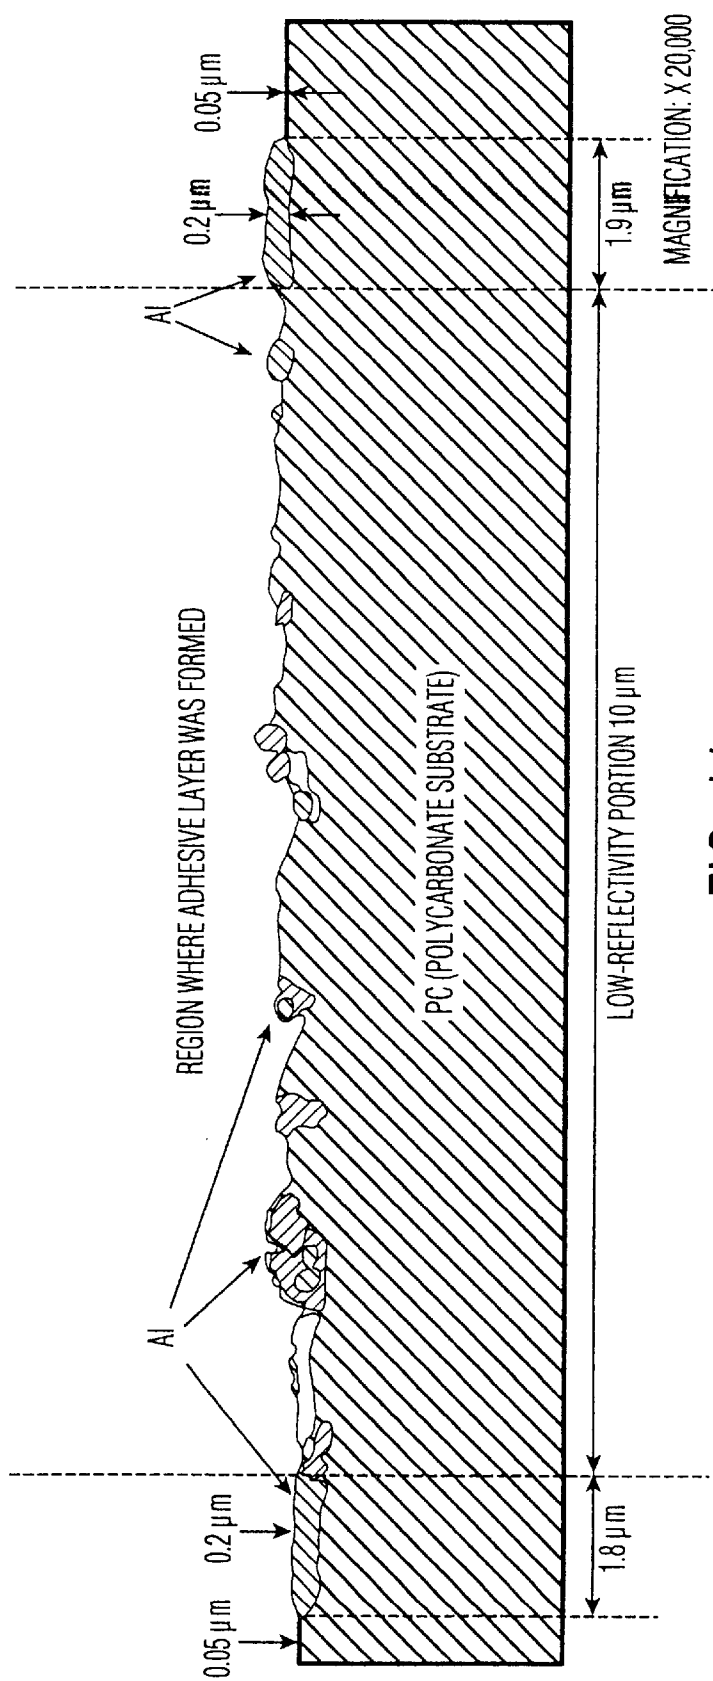 Al
Al
0.05 µm
0.2 µm
REGION WHERE ADHESIVE LAYER WAS FORMED
0.2 µm
0.05 µm
PC (POLYCARBONATE SUBSTRATE)
1.8 µm
LOW-REFLECTIVITY PORTION 10 µm
1.9 µm
MAGNIFICATION: X 20,000